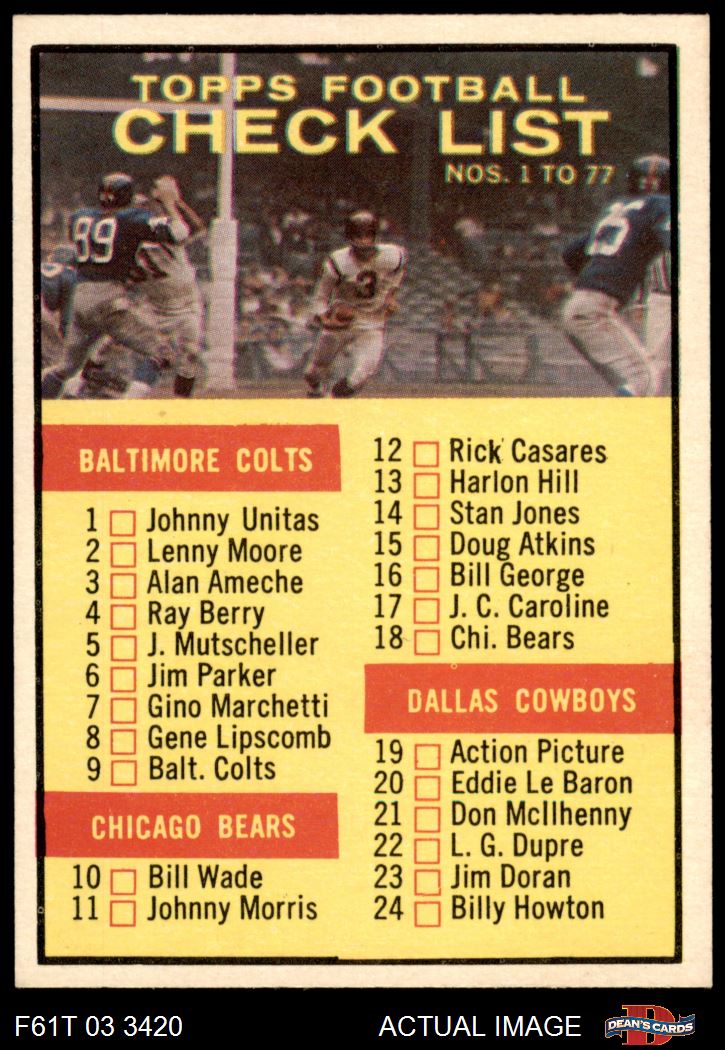 TOPPS FOOTBALL
CHECK LIST
NOS. 1 TO 77
89
3
BALTIMORE COLTS
1 Johnny Unitas
2 Lenny Moore
3 Alan Ameche
4 Ray Berry
5 J. Mutscheller
6 Jim Parker
7 Gino Marchetti
8 Gene Lipscomb
9 Balt. Colts
CHICAGO BEARS
10 Bill Wade
11 Johnny Morris
12 Rick Casares
13 Harlon Hill
14 Stan Jones
15 Doug Atkins
16 Bill George
17 J. C. Caroline
18 Chi. Bears
DALLAS COWBOYS
19 Action Picture
20 Eddie Le Baron
21 Don McIlhenny
22 L. G. Dupre
23 Jim Doran
24 Billy Howton
F61T 03 3420
ACTUAL IMAGE
D
DEAN'S CARDS